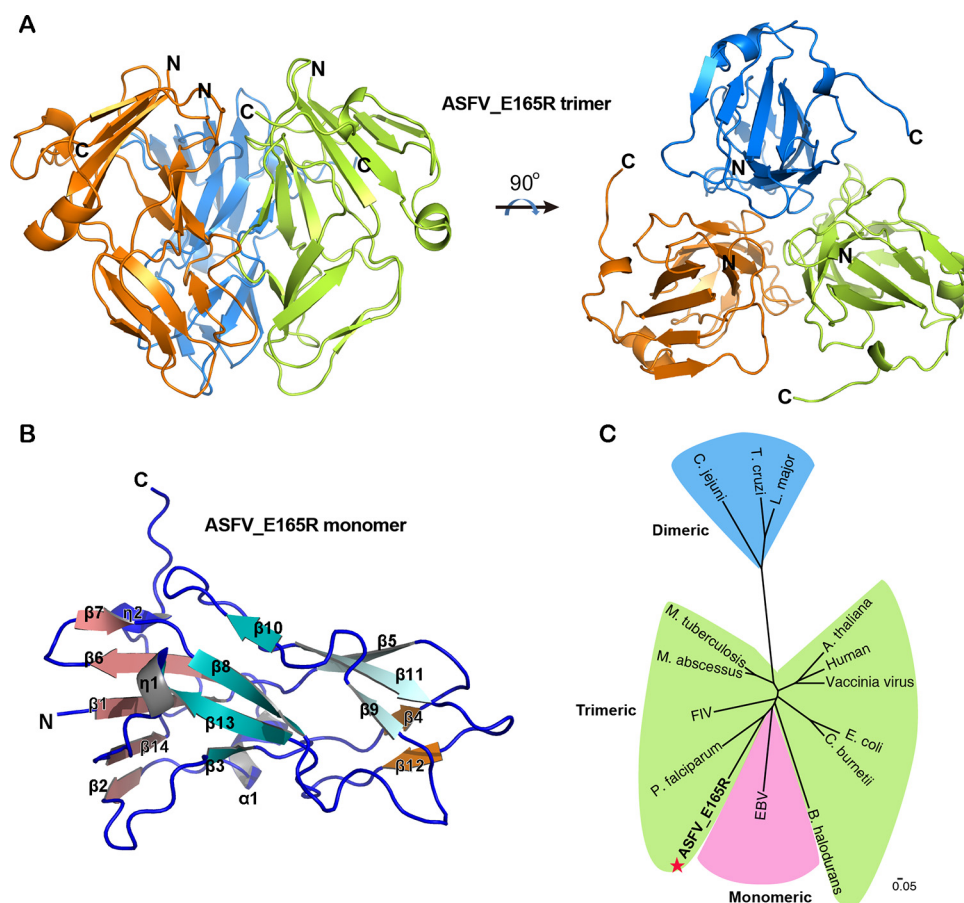 A
N
N
N
C
C
C
ASFV_E165R trimer
90°
C
C
N
N
N
C
B
C
ASFV_E165R monomer
β7
η2
β10
β5
β6
β8
β11
η1
β1
N
β13
β9
β4
β14
β3
β12
β2
α1
C
C. jejuni
T. cruzi
L. major
Dimeric
M. tuberculosis
A. thaliana
M. abscessus
Human
Vaccinia virus
Trimeric
FIV
E. coli
C. burnetii
P. falciparum
ASFV_E165R
EBV
B. halodurans
Monomeric
0.05